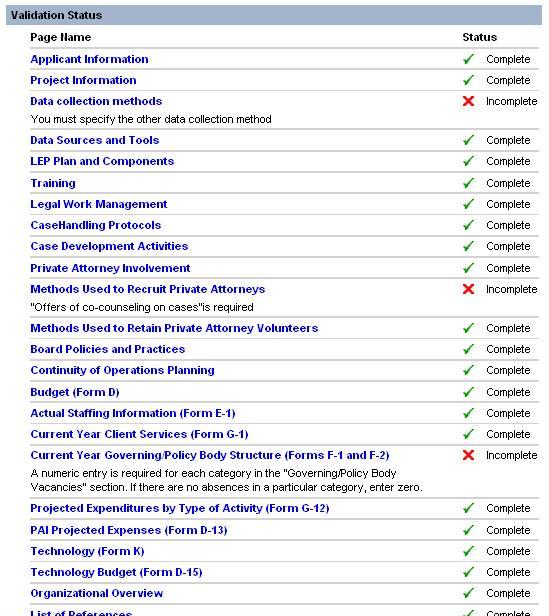 Validation Status
Page Name Status
Applicant Information Complete
Project Information Complete
Data collection methods Incomplete
You must specify the other data collection method
Data Sources and Tools Complete
LEP Plan and Components Complete
Training Complete
Legal Work Management Complete
CaseHandling Protocols Complete
Case Development Activities Complete
Private Attorney Involvement Complete
Methods Used to Recruit Private Attorneys Incomplete
"Offers of co-counseling on cases"is required
Methods Used to Retain Private Attorney Volunteers Complete
Board Policies and Practices Complete
Continuity of Operations Planning Complete
Budget (Form D) Complete
Actual Staffing Information (Form E-1) Complete
Current Year Client Services (Form G-1) Complete
Current Year Governing/Policy Body Structure (Forms F-1 and F-2) Incomplete
A numeric entry is required for each category in the "Governing/Policy Body
Vacancies" section. If there are no absences in a particular category, enter zero.
Projected Expenditures by Type of Activity (Form G-12) Complete
PAI Projected Expenses (Form D-13) Complete
Technology (Form K) Complete
Technology Budget (Form D-15) Complete
Organizational Overview Complete
List of References Complete